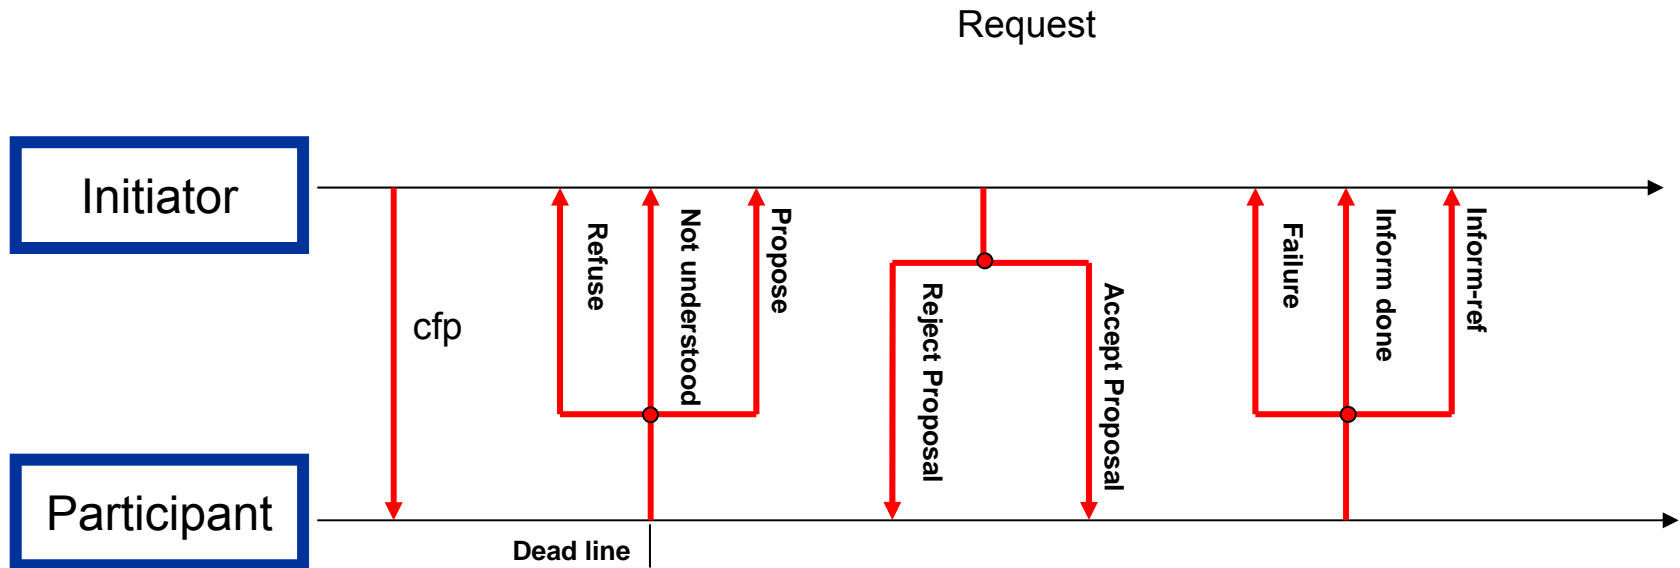 Request
Initiator
cfp
Refuse
Not understood
Propose
Reject Proposal
Accept Proposal
Failure
Inform done
Inform-ref
Participant
Dead line